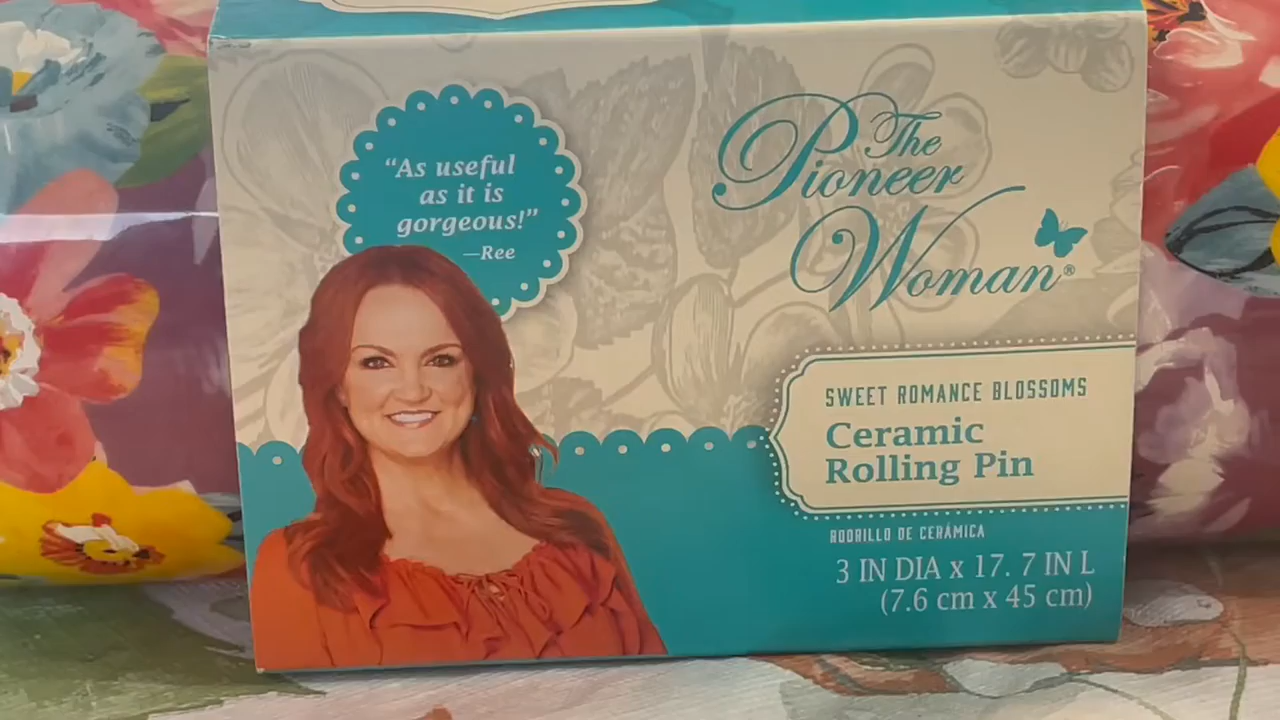 “As useful
as it is
gorgeous!”
—Ree
The
Pioneer
Woman®
SWEET ROMANCE BLOSSOMS
Ceramic
Rolling Pin
RODRILLO DE CERÁMICA
3 IN DIA x 17. 7 IN L
(7.6 cm x 45 cm)